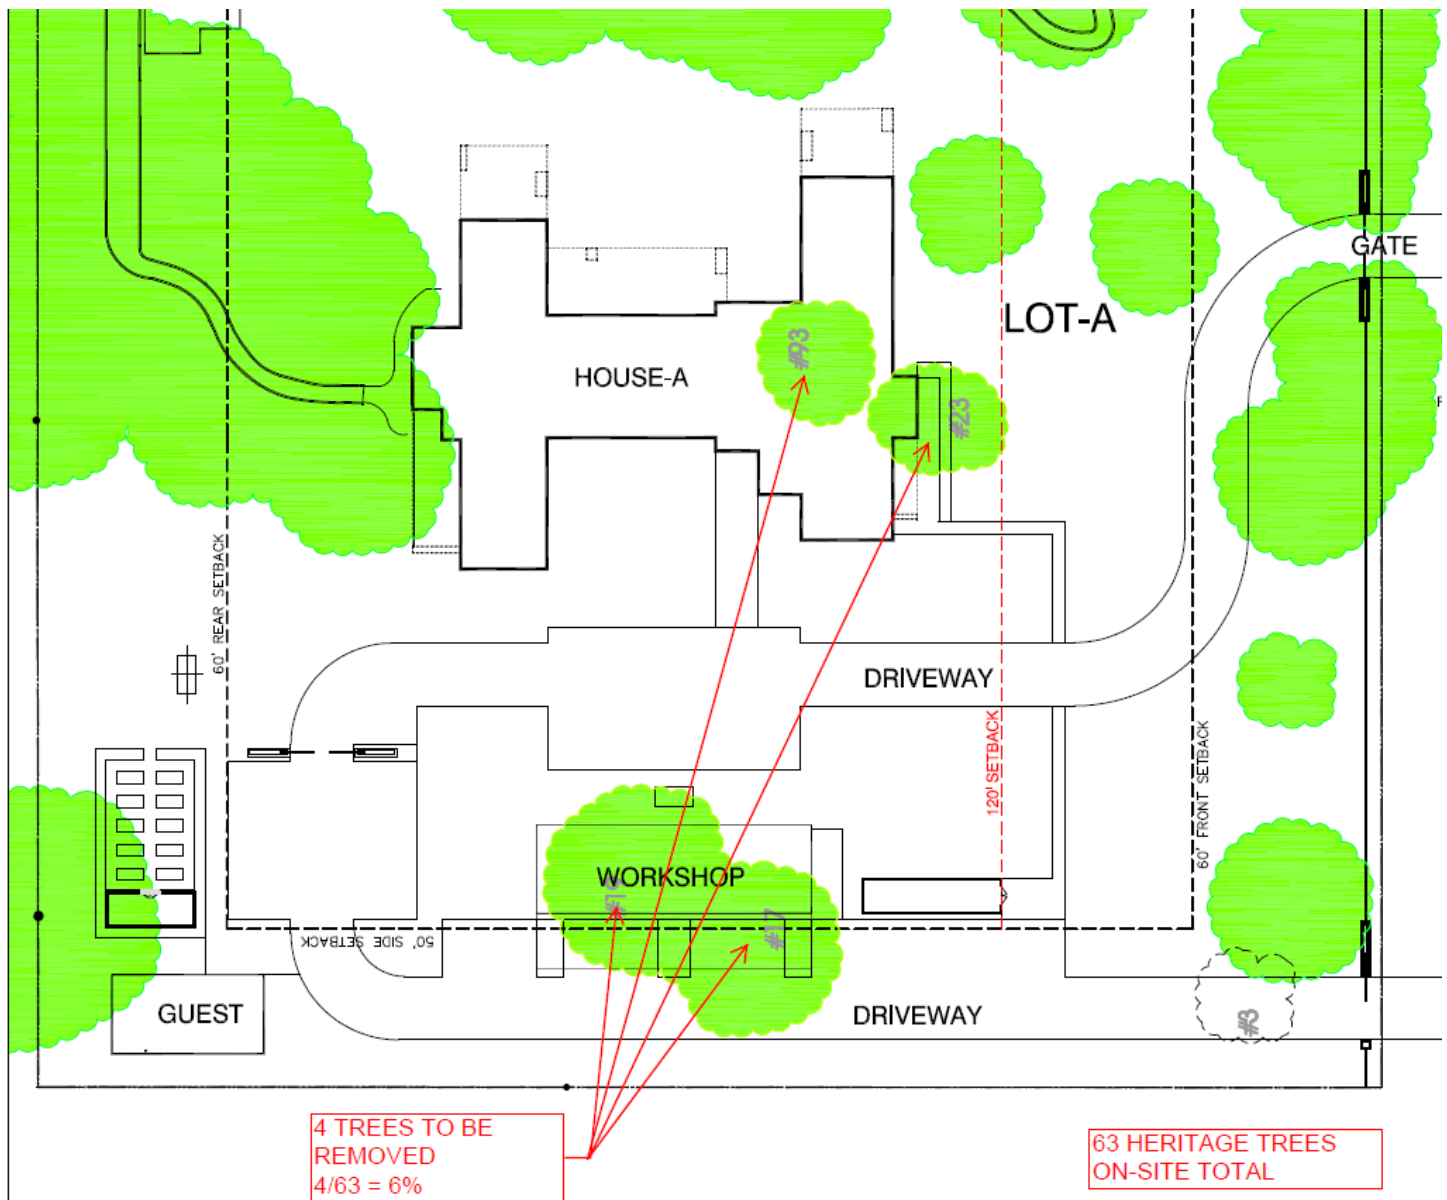 GATE
LOT-A
#93
HOUSE-A
#23
60' REAR SETBACK
DRIVEWAY
120' SETBACK
60' FRONT SETBACK
WORKSHOP
#17
50' SIDE SETBACK
GUEST
DRIVEWAY
#3
4 TREES TO BE
REMOVED
4/63 = 6%
63 HERITAGE TREES
ON-SITE TOTAL